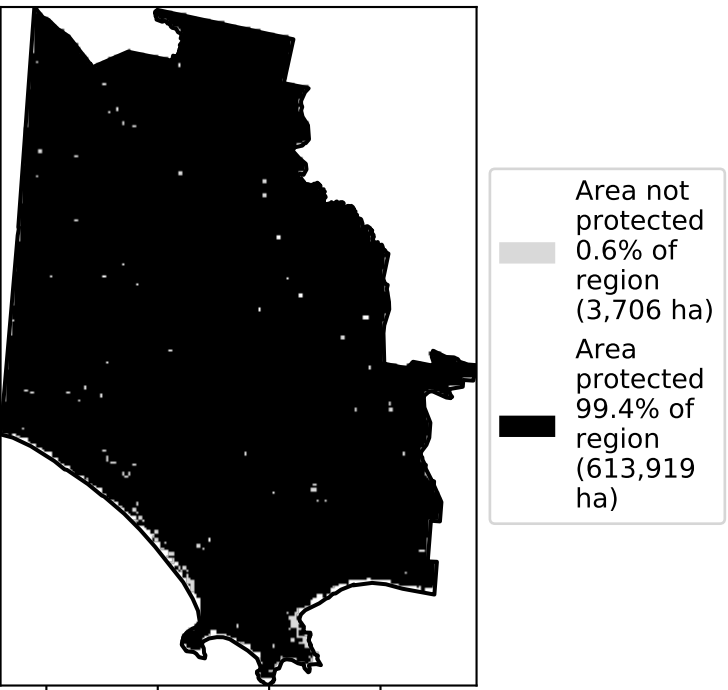 Area not
protected
0.6% of
region
(3,706 ha)
Area
protected
99.4% of
region
(613,919
ha)